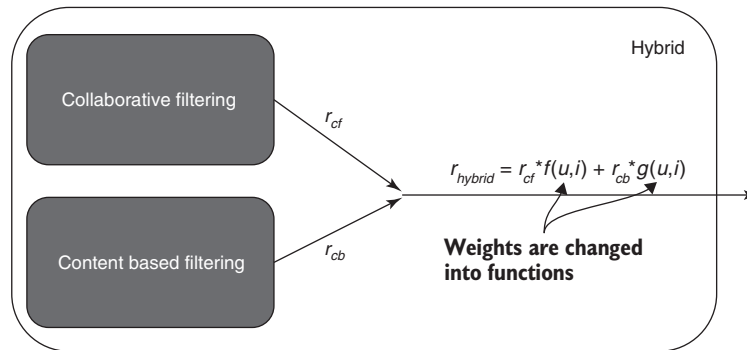 Hybrid
Collaborative filtering
r_cf
r_hybrid = r_cf*f(u,i) + r_cb*g(u,i)
Content based filtering
r_cb
Weights are changed
into functions